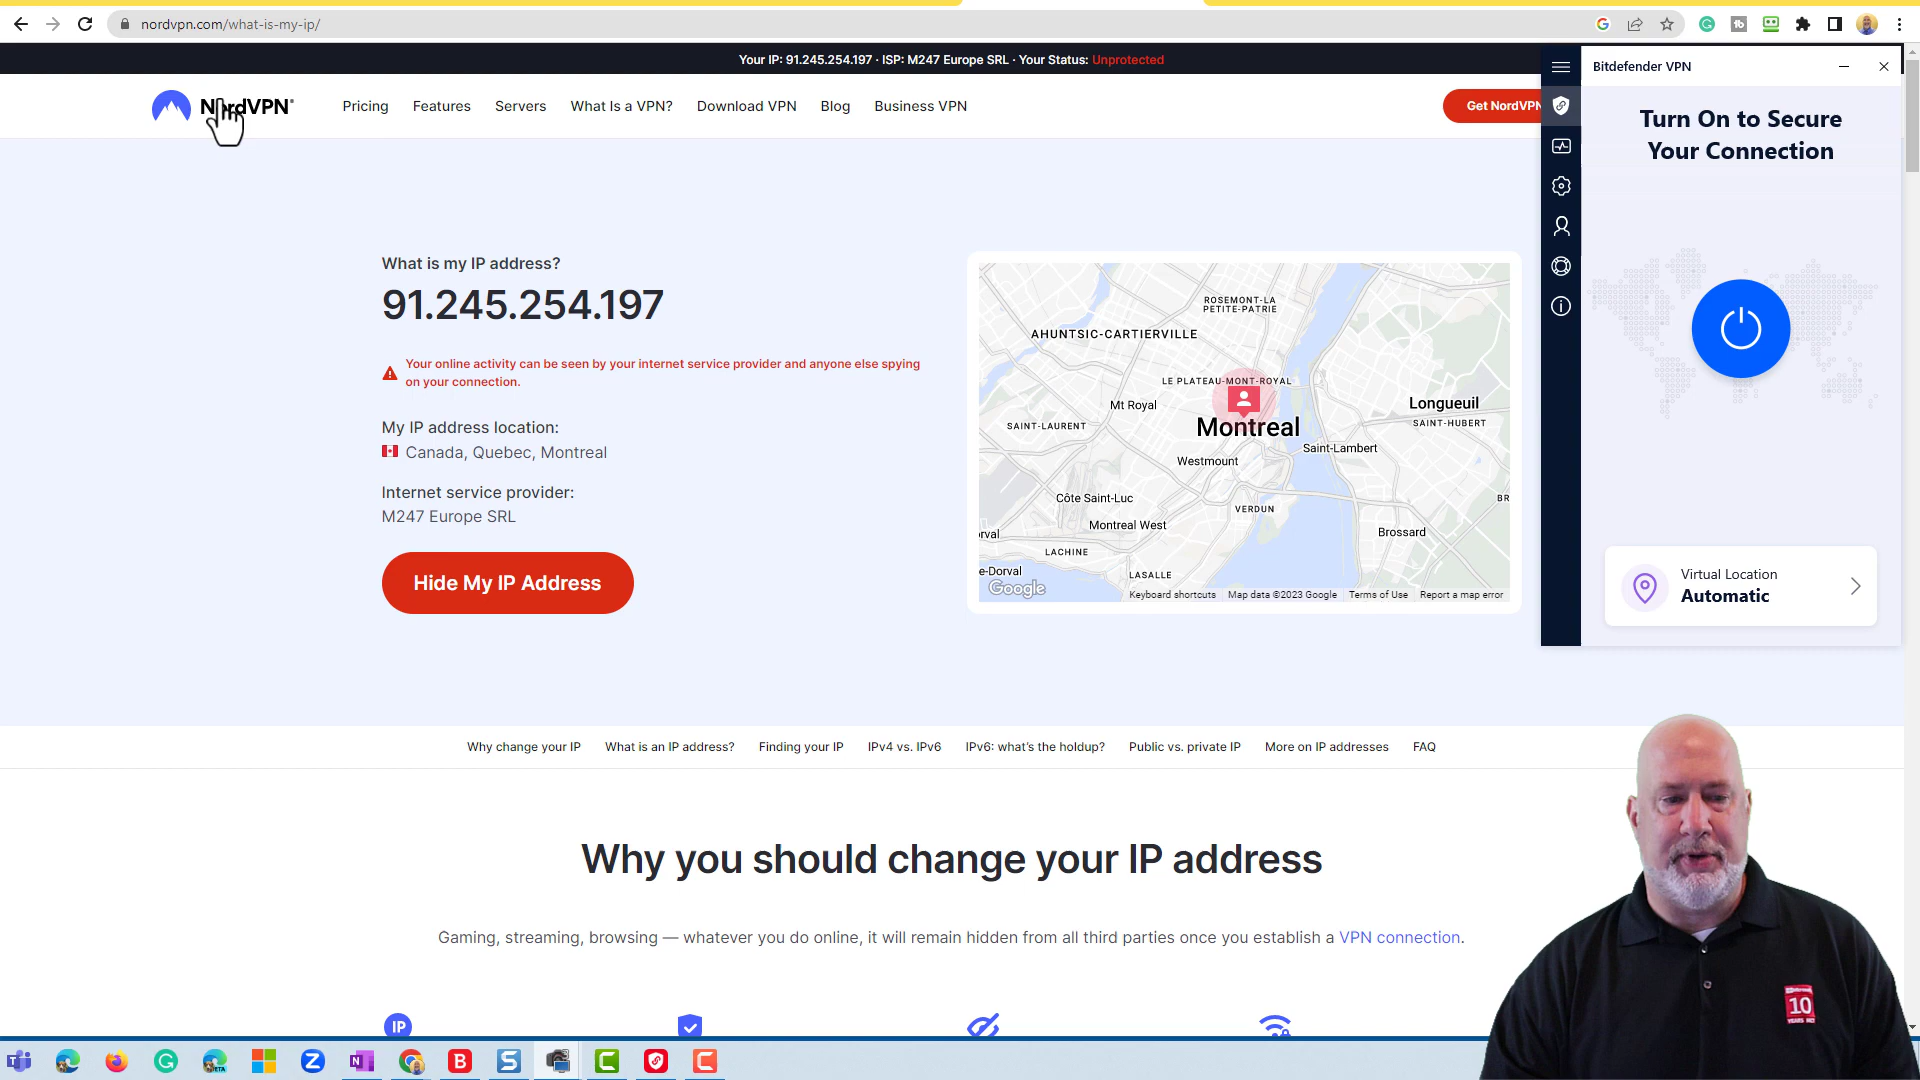 nordvpn.com/what-is-my-ip/
Your IP: 91.245.254.197 · ISP: M247 Europe SRL · Your Status: Unprotected
NordVPN®
Pricing
Features
Servers
What Is a VPN?
Download VPN
Blog
Business VPN
Get NordVPN
Bitdefender VPN
Turn On to Secure
Your Connection
Virtual Location
Automatic
What is my IP address?
91.245.254.197
Your online activity can be seen by your internet service provider and anyone else spying
on your connection.
My IP address location:
Canada, Quebec, Montreal
Internet service provider:
M247 Europe SRL
Hide My IP Address
ROSEMONT-LA
PETITE-PATRIE
AHUNTSIC-CARTIERVILLE
LE PLATEAU-MONT-ROYAL
Mt Royal
Longueuil
SAINT-LAURENT
Montreal
SAINT-HUBERT
Saint-Lambert
Westmount
Côte Saint-Luc
BR
VERDUN
Montreal West
rval
Brossard
LACHINE
e-Dorval
LASALLE
Google
Keyboard shortcuts
Map data ©2023 Google
Terms of Use
Report a map error
Why change your IP
What is an IP address?
Finding your IP
IPv4 vs. IPv6
IPv6: what's the holdup?
Public vs. private IP
More on IP addresses
FAQ
Why you should change your IP address
Gaming, streaming, browsing — whatever you do online, it will remain hidden from all third parties once you establish a VPN connection.
IP
10
YEARS